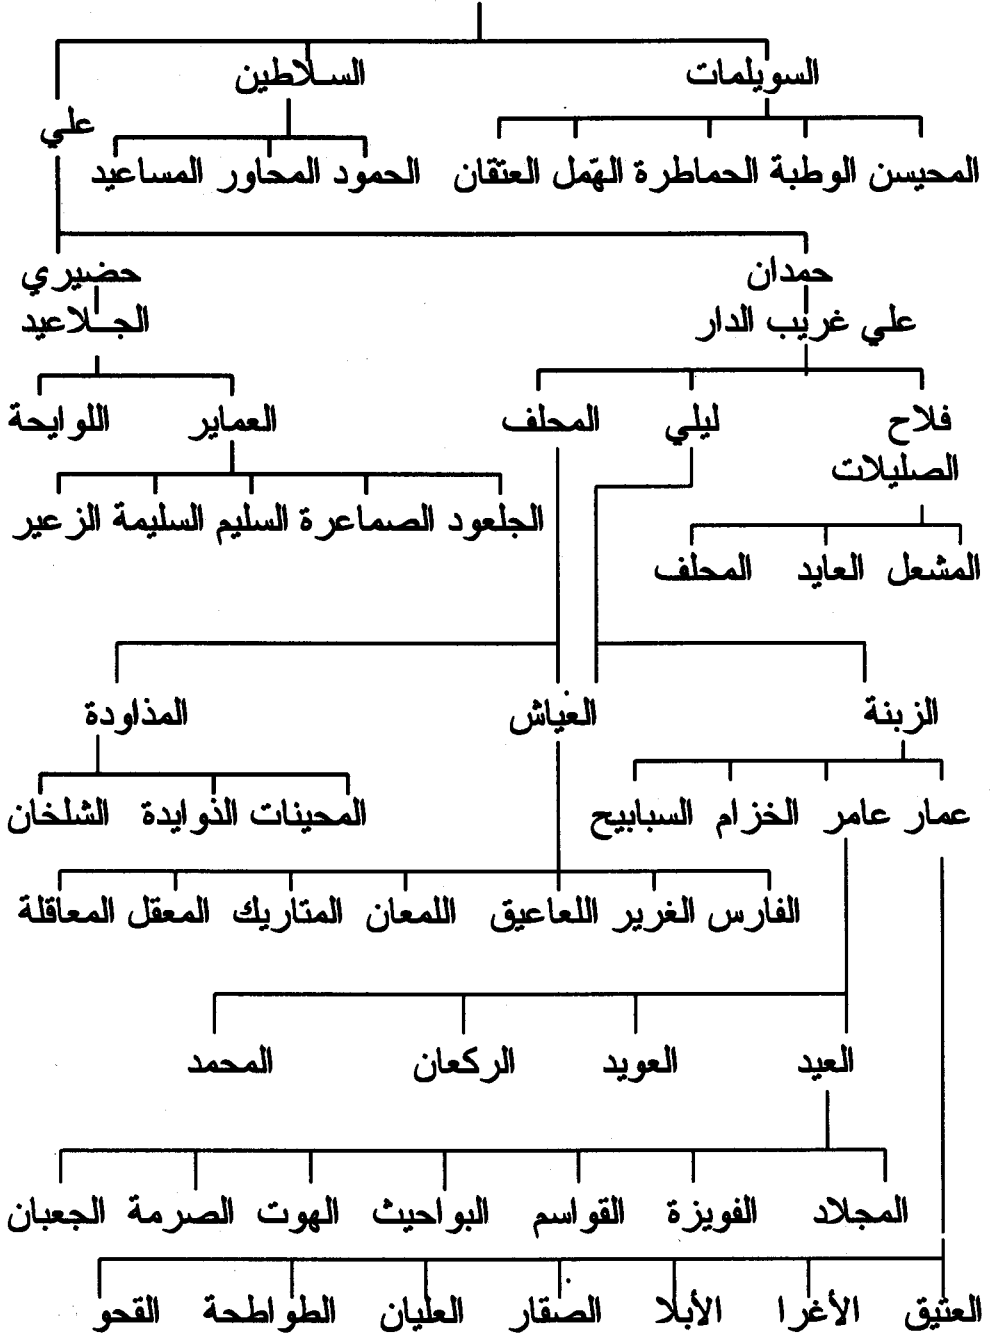 السويلمات السلاطين
علي
المحيسن الوطبة الحماطرة الهّمل العتقان الحمود المحاور المساعيد
حمدان حضيري
علي غريب الدار الجلاعيد
فلاح ليلي المحلف العماير اللوايحة
الصليلات
الجلعود الصماعرة السليم السليمة الزعير
المشعل العايد المحلف
الزبنة العياش المذاودة
عمار عامر الخزام السبابيح المحينات الذوايدة الشلخان
الفارس الغرير اللعاعيق اللمعان المتاريك المعقل المعاقلة
العيد العويد الركعان المحمد
المجلاد الفويزة القواسم البواحيث الهوت الصرمة الجعبان
العتيق الأغرا الأبلا الصقار العليان الطواطحة القحو